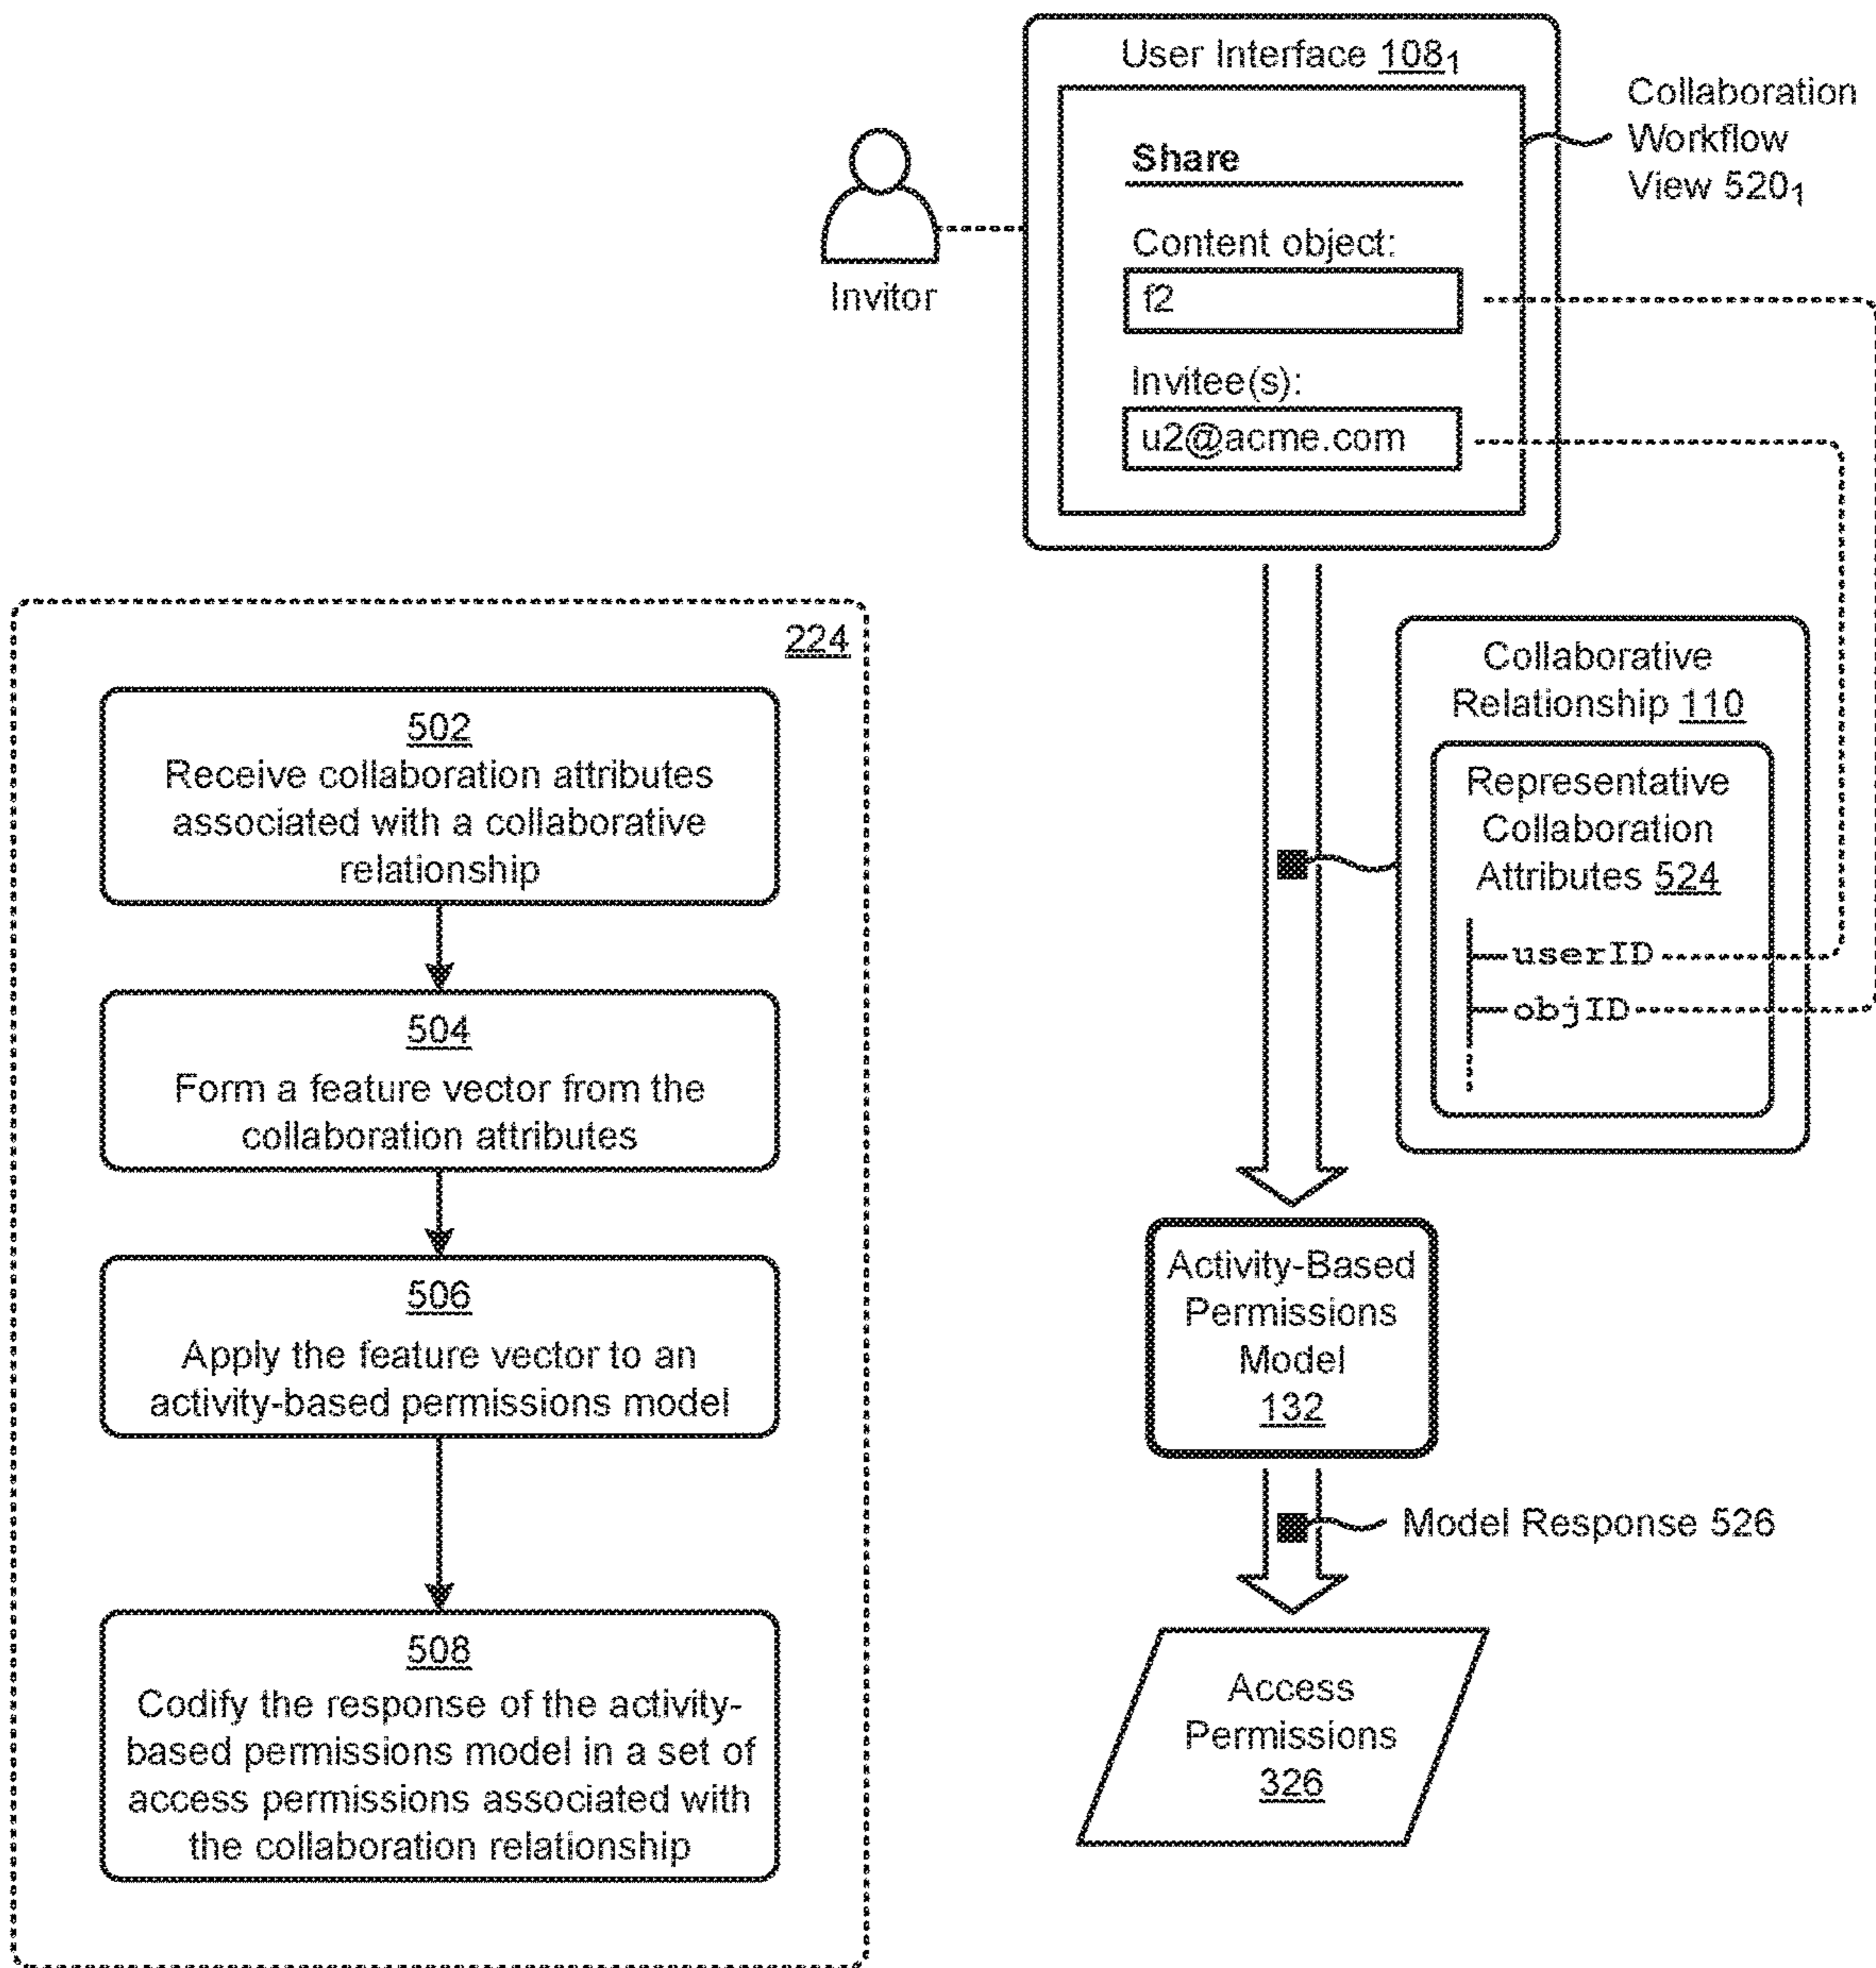 User Interface 108₁
Collaboration
Workflow
View 520₁
Share
Content object:
f2
Invitee(s):
u2@acme.com
Invitor
224
502
Receive collaboration attributes
associated with a collaborative
relationship
504
Form a feature vector from the
collaboration attributes
506
Apply the feature vector to an
activity-based permissions model
508
Codify the response of the activity-
based permissions model in a set of
access permissions associated with
the collaboration relationship
Collaborative
Relationship 110
Representative
Collaboration
Attributes 524
userID
objID
Activity-Based
Permissions
Model
132
Model Response 526
Access
Permissions
326